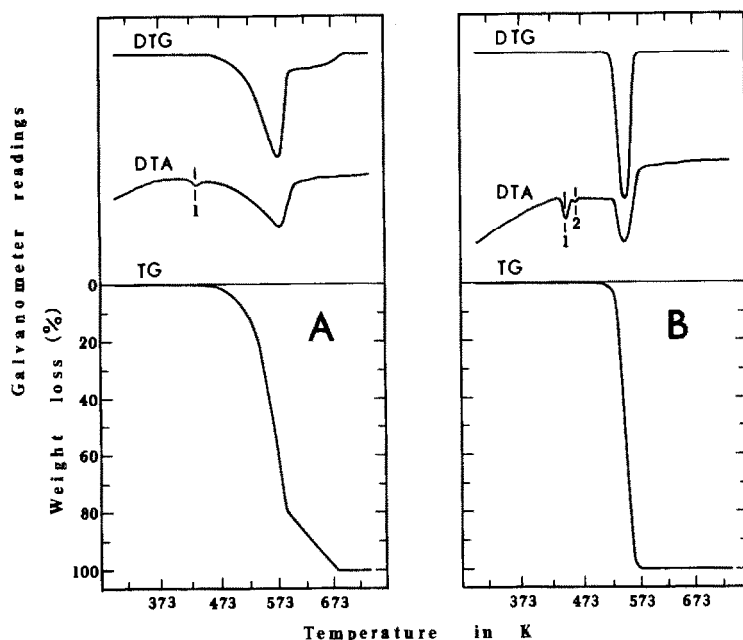 DTG
DTA
1
TG
A
DTG
DTA
1
2
TG
B
Galvanometer readings
Weight loss (%)
0
20
40
60
80
100
373
473
573
673
373
473
573
673
Temperature in K